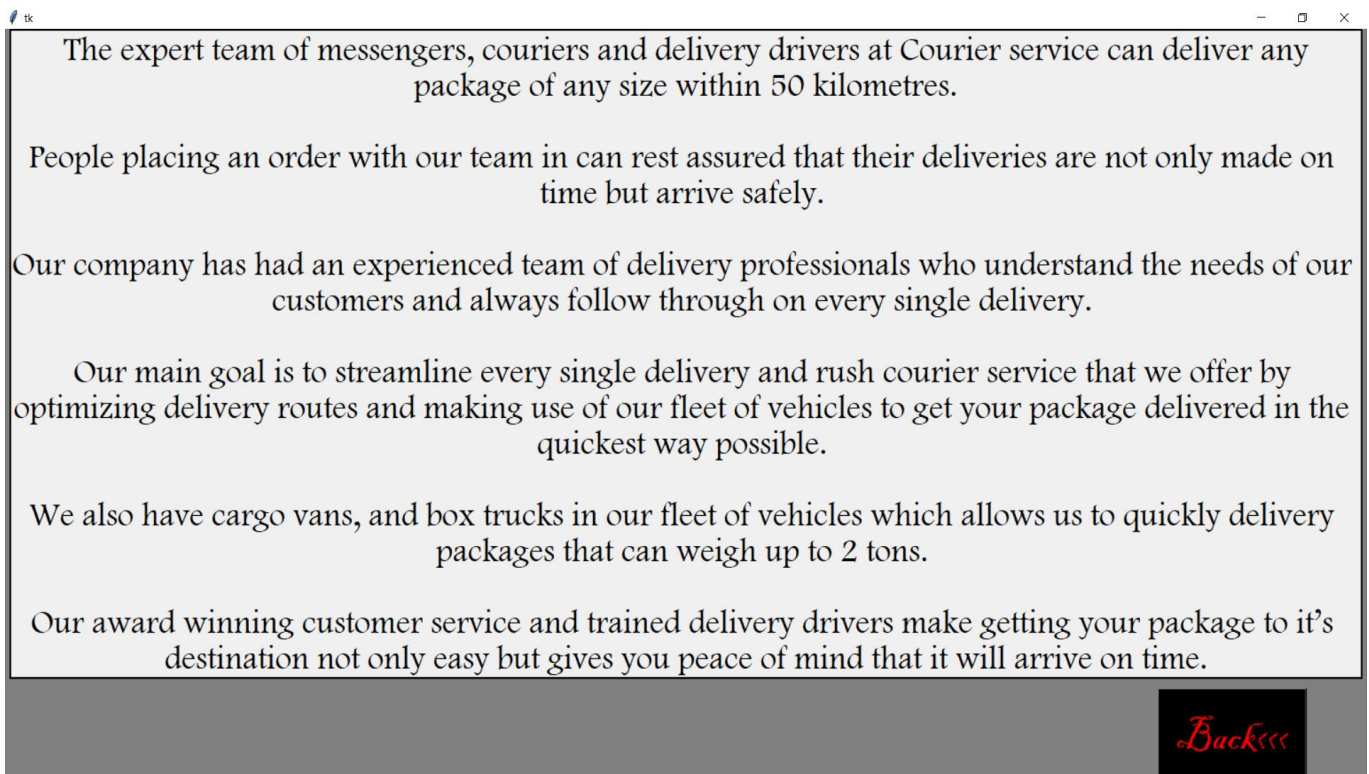 tk
The expert team of messengers, couriers and delivery drivers at Courier service can deliver any
package of any size within 50 kilometres.
People placing an order with our team in can rest assured that their deliveries are not only made on
time but arrive safely.
Our company has had an experienced team of delivery professionals who understand the needs of our
customers and always follow through on every single delivery.
Our main goal is to streamline every single delivery and rush courier service that we offer by
optimizing delivery routes and making use of our fleet of vehicles to get your package delivered in the
quickest way possible.
We also have cargo vans, and box trucks in our fleet of vehicles which allows us to quickly delivery
packages that can weigh up to 2 tons.
Our award winning customer service and trained delivery drivers make getting your package to it's
destination not only easy but gives you peace of mind that it will arrive on time.
Back<<<